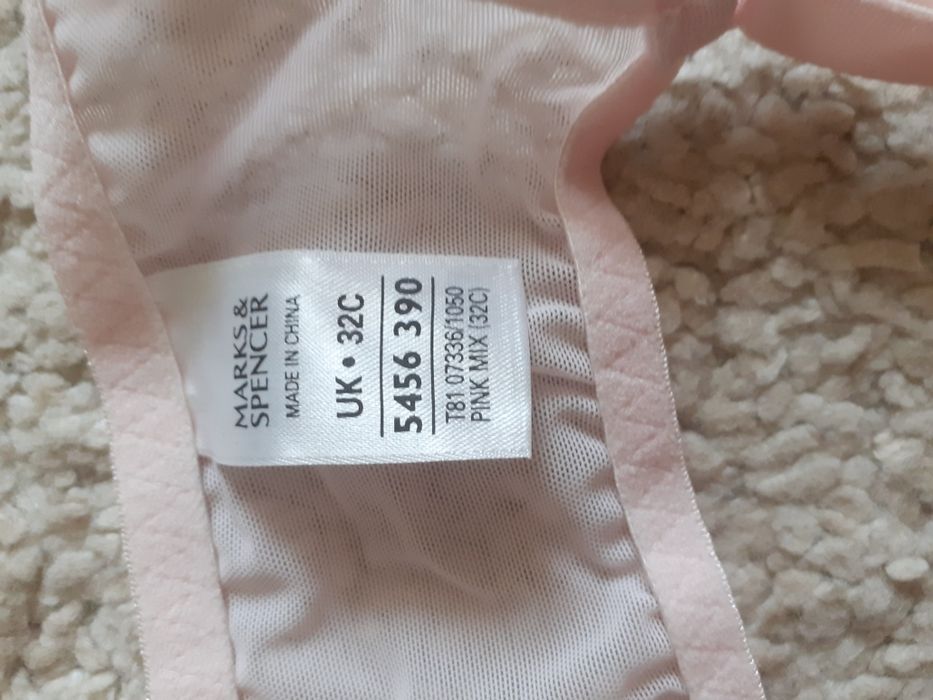 MARKS &
SPENCER
MADE IN CHINA
UK • 32C
5456 390
T81 07336/1050
PINK MIX (32C)